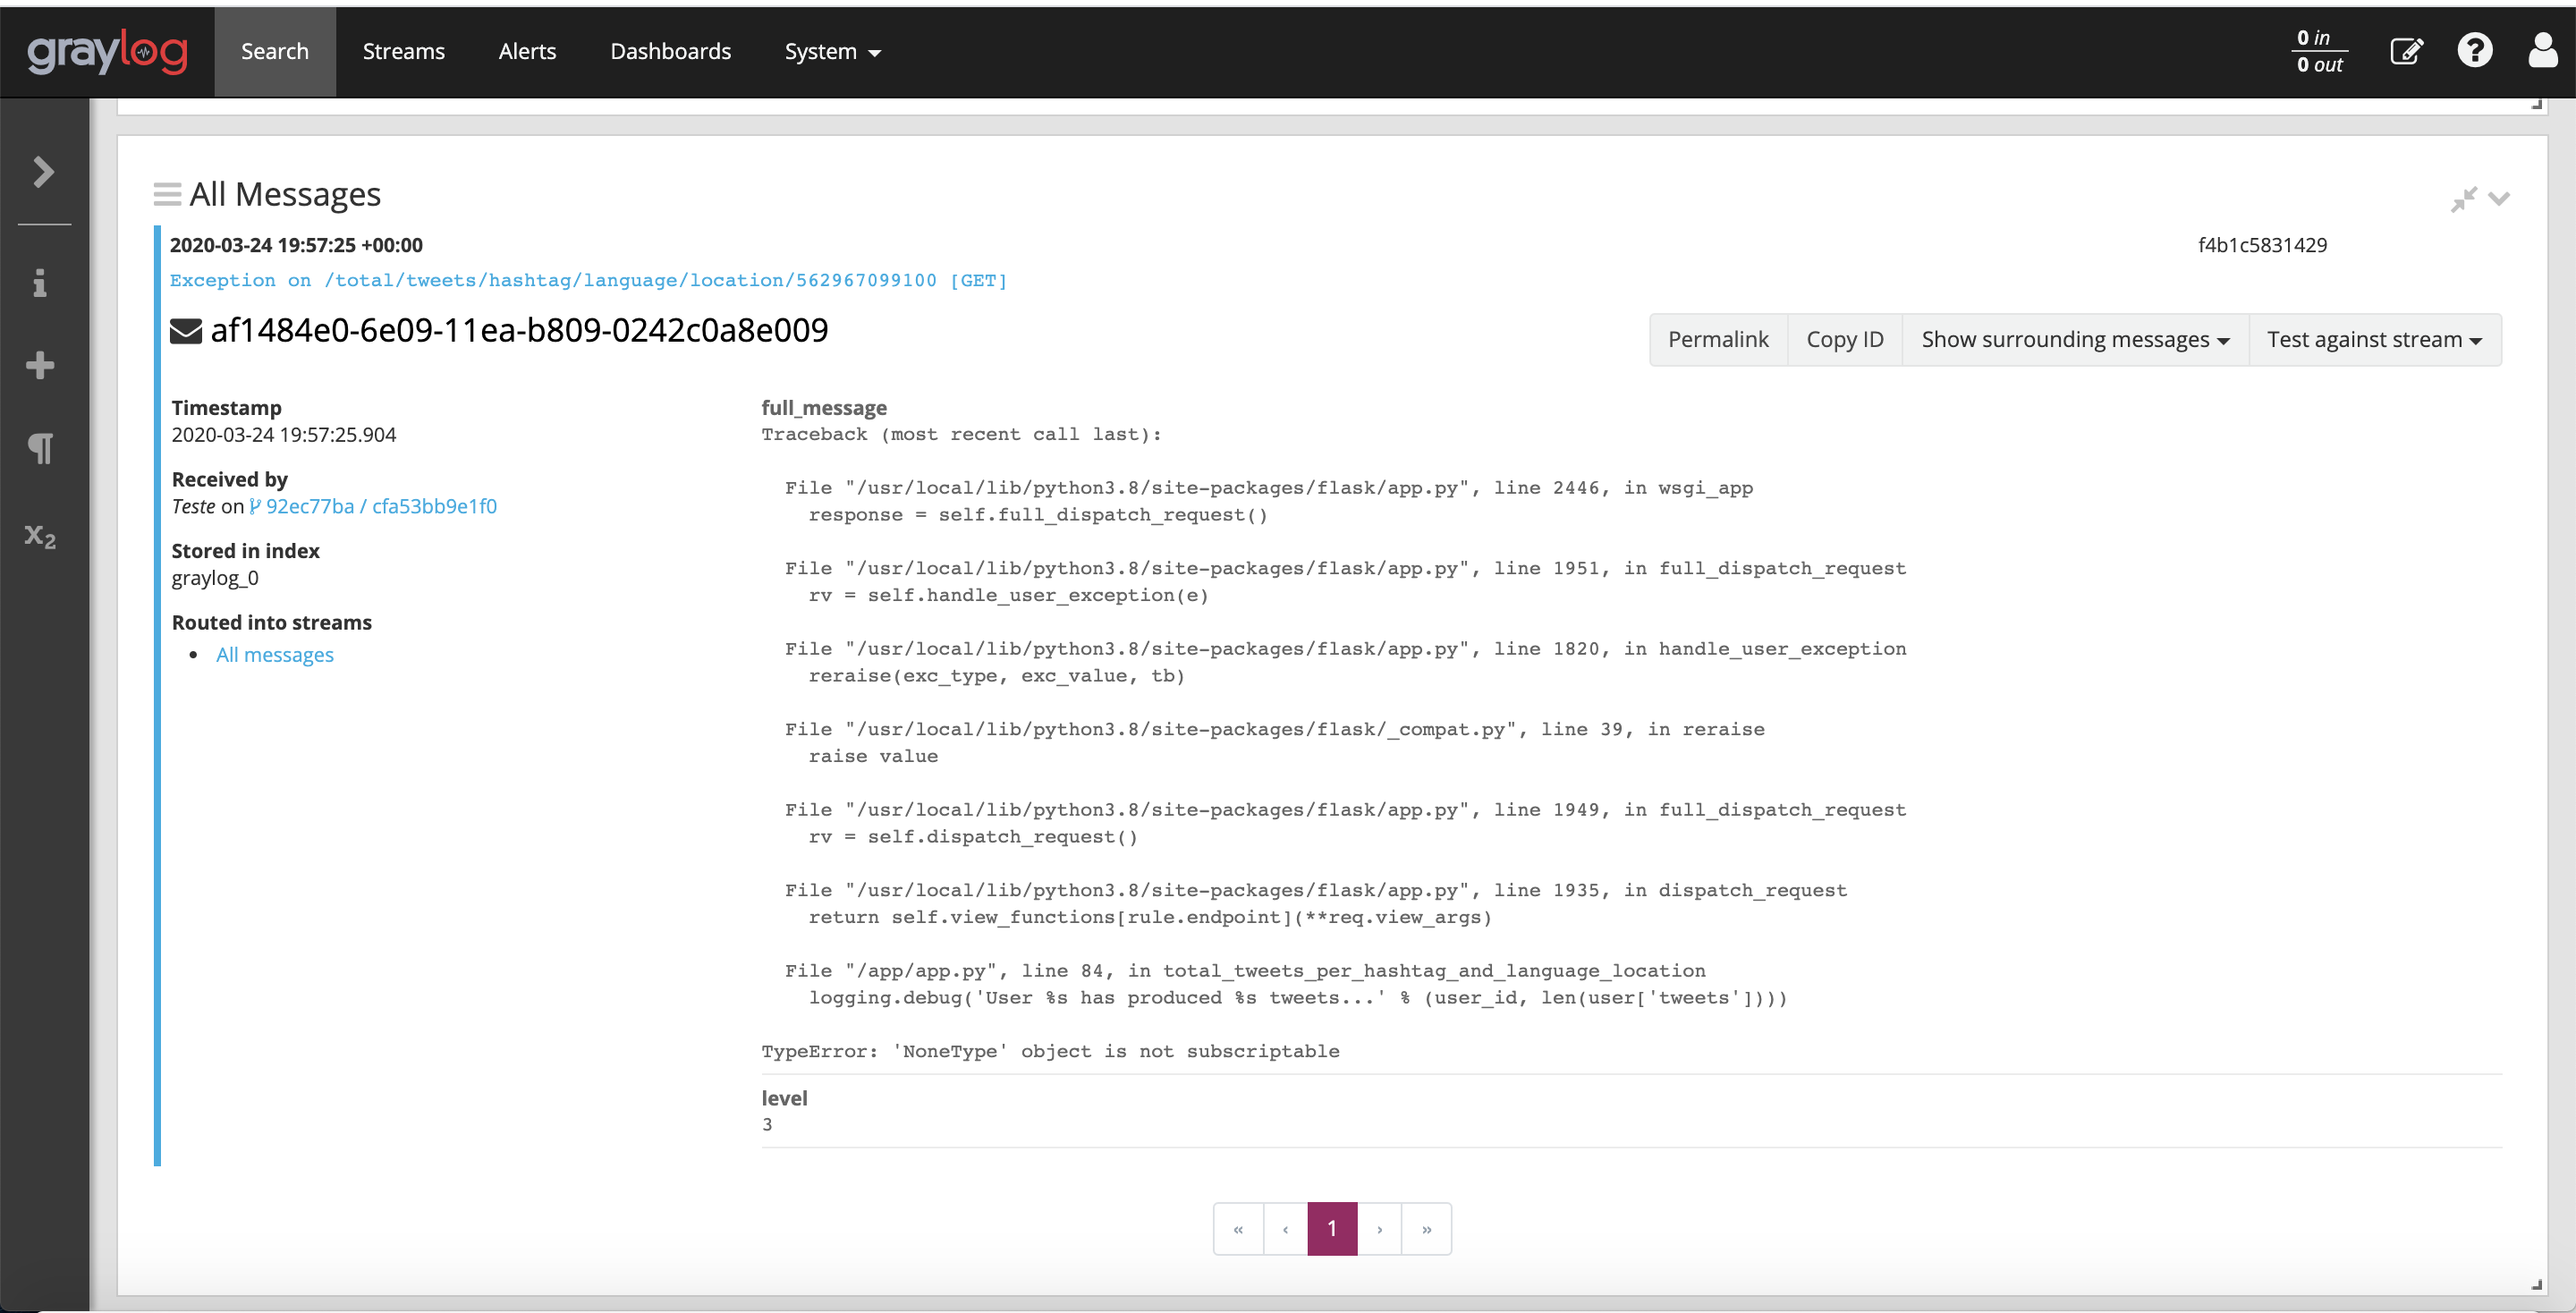 graylog Search Streams Alerts Dashboards System 0 in
0 out
All Messages
2020-03-24 19:57:25 +00:00 f4b1c5831429
Exception on /total/tweets/hashtag/language/location/562967099100 [GET]
af1484e0-6e09-11ea-b809-0242c0a8e009
Permalink Copy ID Show surrounding messages Test against stream
Timestamp
2020-03-24 19:57:25.904
Received by
Teste on 92ec77ba / cfa53bb9e1f0
Stored in index
graylog_0
Routed into streams
• All messages
full_message
Traceback (most recent call last):
File "/usr/local/lib/python3.8/site-packages/flask/app.py", line 2446, in wsgi_app
response = self.full_dispatch_request()
File "/usr/local/lib/python3.8/site-packages/flask/app.py", line 1951, in full_dispatch_request
rv = self.handle_user_exception(e)
File "/usr/local/lib/python3.8/site-packages/flask/app.py", line 1820, in handle_user_exception
reraise(exc_type, exc_value, tb)
File "/usr/local/lib/python3.8/site-packages/flask/_compat.py", line 39, in reraise
raise value
File "/usr/local/lib/python3.8/site-packages/flask/app.py", line 1949, in full_dispatch_request
rv = self.dispatch_request()
File "/usr/local/lib/python3.8/site-packages/flask/app.py", line 1935, in dispatch_request
return self.view_functions[rule.endpoint](**req.view_args)
File "/app/app.py", line 84, in total_tweets_per_hashtag_and_language_location
logging.debug('User %s has produced %s tweets...' % (user_id, len(user['tweets'])))
TypeError: 'NoneType' object is not subscriptable
level
3
« ‹ 1 › »
x2